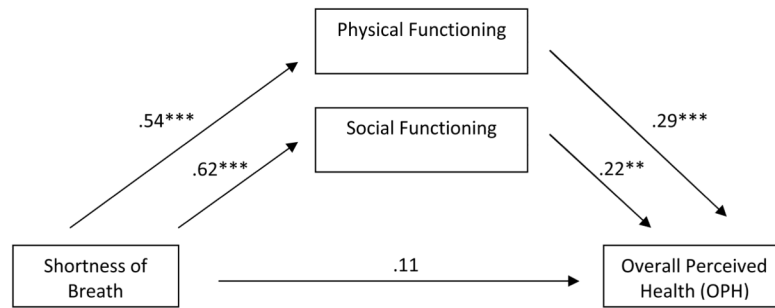 Physical Functioning
.54***
.29***
Social Functioning
.62***
.22**
Shortness of
Breath
.11
Overall Perceived
Health (OPH)